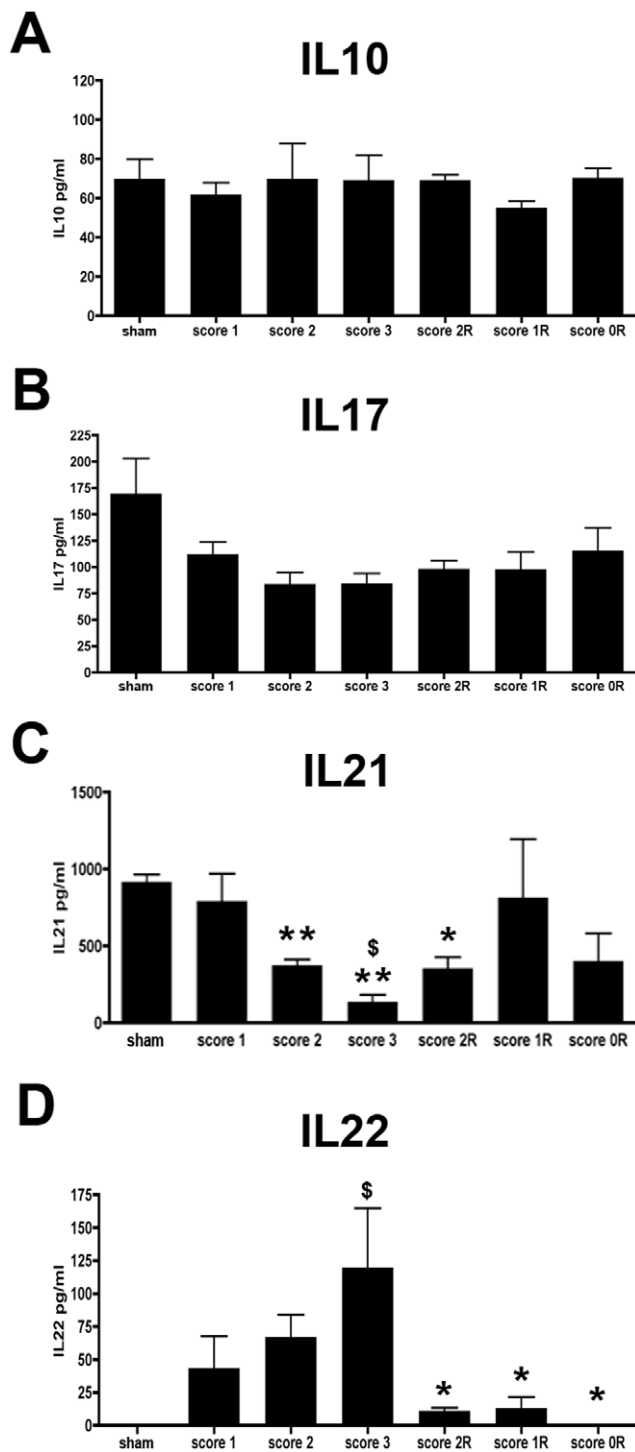 A
IL10
120
100
80
60
40
20
0
IL10 pg/ml
sham score 1 score 2 score 3 score 2R score 1R score 0R
B
IL17
225
200
175
150
125
100
75
50
25
0
IL17 pg/ml
sham score 1 score 2 score 3 score 2R score 1R score 0R
C
IL21
1500
1000
500
0
IL21 pg/ml
** $ ** *
sham score 1 score 2 score 3 score 2R score 1R score 0R
D
IL22
175
150
125
100
75
50
25
0
IL22 pg/ml
$
* * *
sham score 1 score 2 score 3 score 2R score 1R score 0R